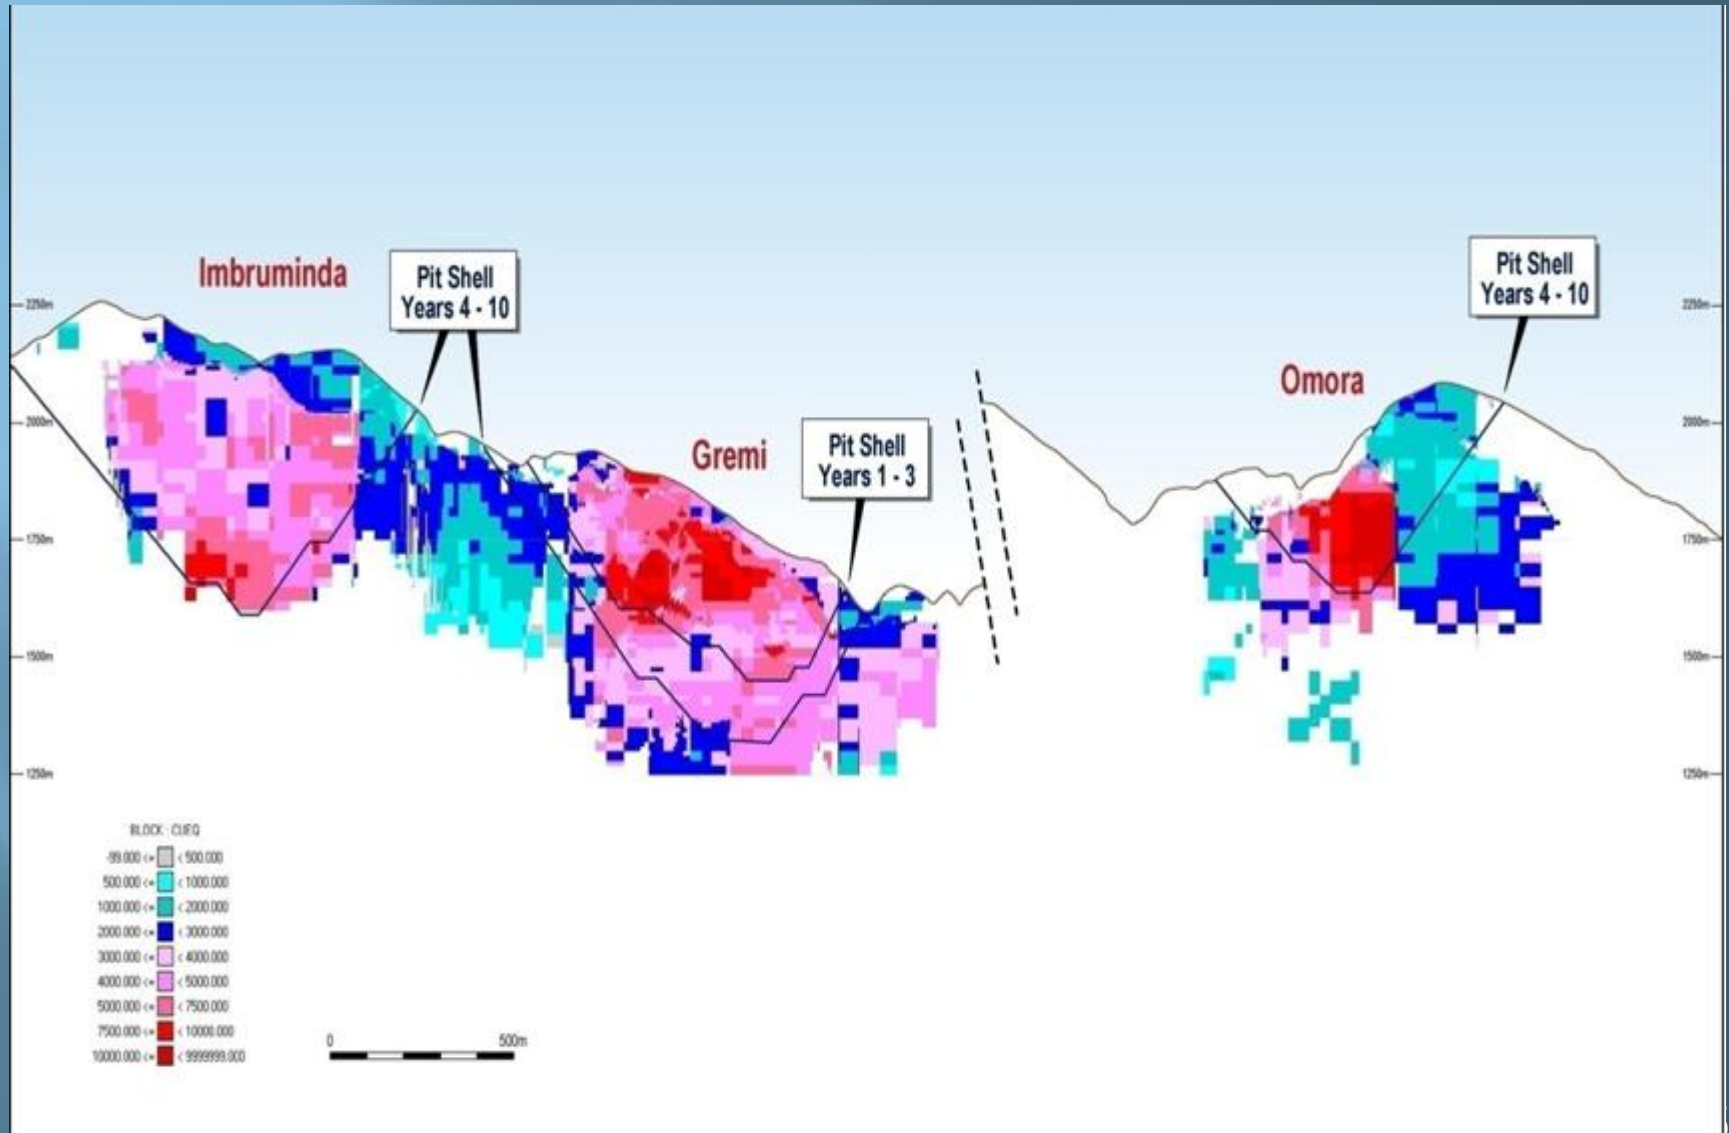 Imbruminda
Pit Shell
Years 4 - 10
Pit Shell
Years 4 - 10
2250m
2250m
Omora
Gremi
Pit Shell
Years 1 - 3
2000m
2000m
1750m
1750m
1500m
1500m
1250m
1250m
BLOCK : CUEQ
-99.000 <= < 500.000
500.000 <= < 1000.000
1000.000 <= < 2000.000
2000.000 <= < 3000.000
3000.000 <= < 4000.000
4000.000 <= < 5000.000
5000.000 <= < 7500.000
7500.000 <= < 10000.000
10000.000 <= < 9999999.000
0 500m